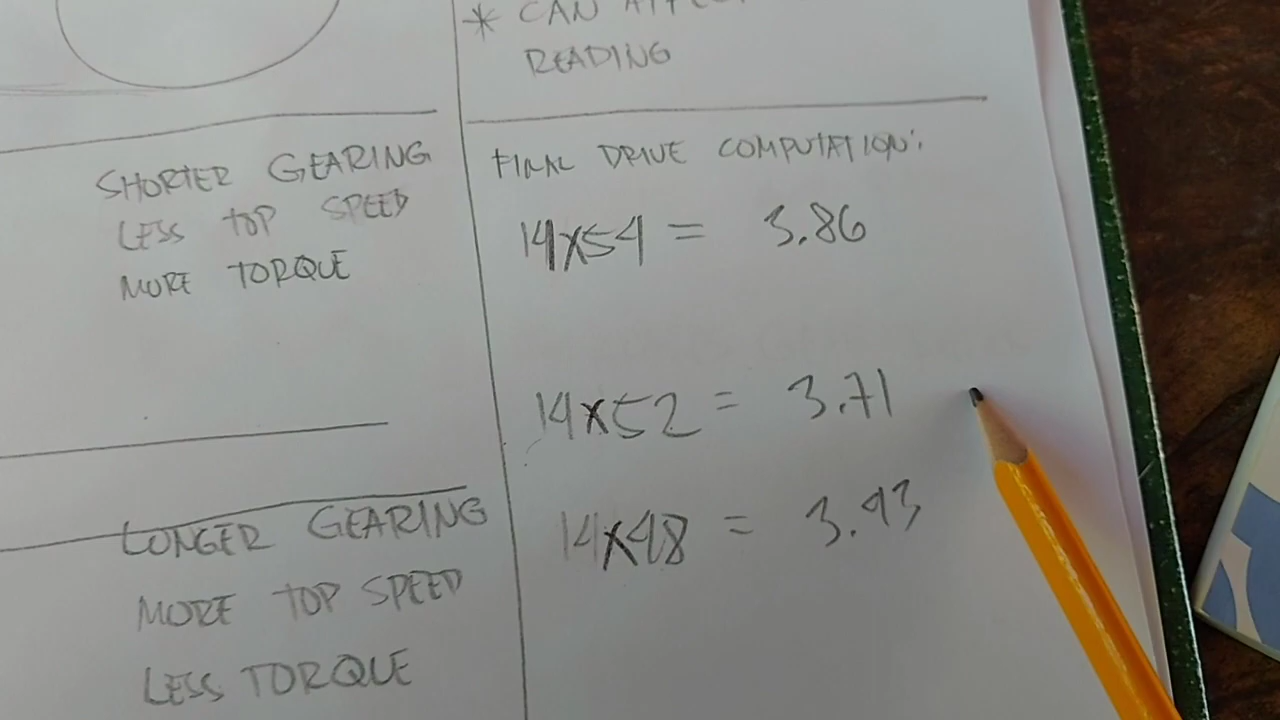 SHORTER GEARING
LESS TOP SPEED
MORE TORQUE
LONGER GEARING
MORE TOP SPEED
LESS TORQUE
* CAN
READING
FINAL DRIVE COMPUTATION:
14x54 = 3.86
14x52 = 3.71
14x48 = 3.43